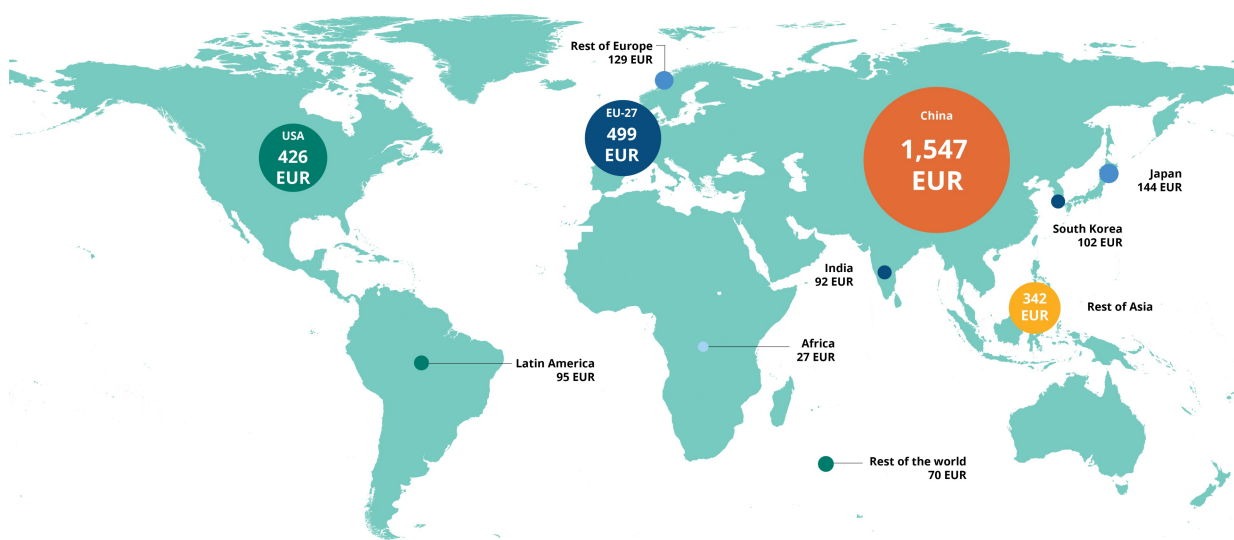 Rest of Europe
129 EUR
EU-27
499
EUR
USA
426
EUR
China
1,547
EUR
Japan
144 EUR
South Korea
102 EUR
India
92 EUR
342
EUR
Rest of Asia
Africa
27 EUR
Latin America
95 EUR
Rest of the world
70 EUR